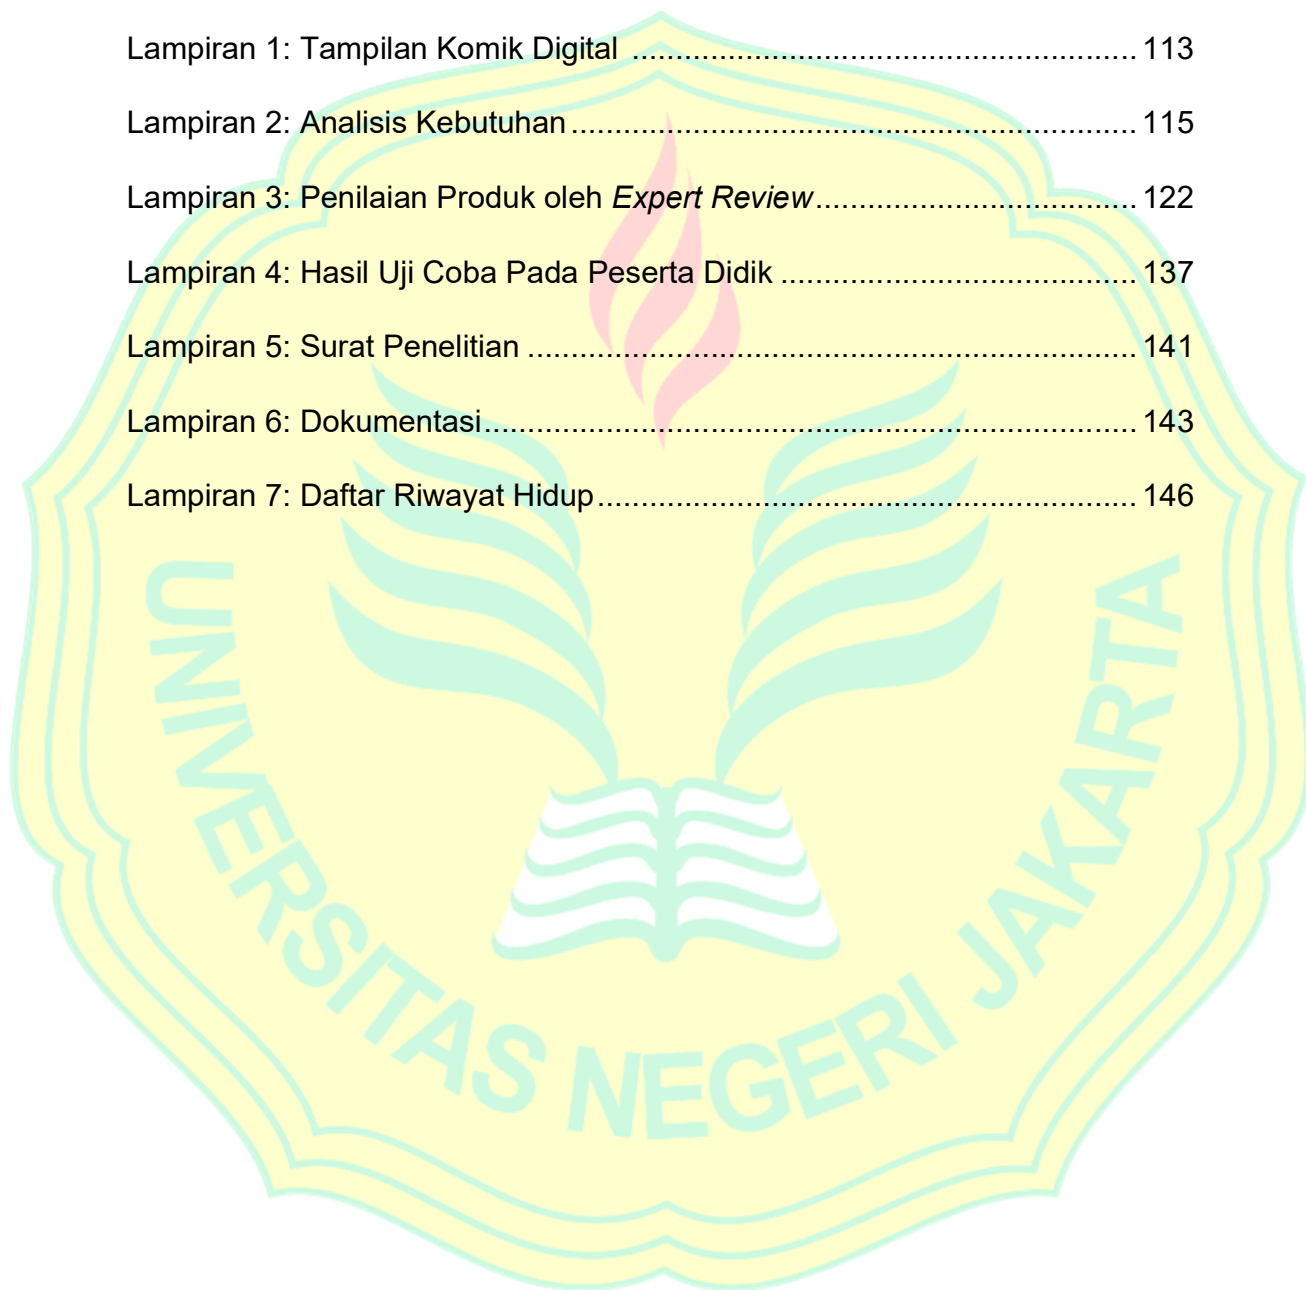 Lampiran 1: Tampilan Komik Digital ............................................................... 113
Lampiran 2: Analisis Kebutuhan ....................................................................... 115
Lampiran 3: Penilaian Produk oleh Expert Review ........................................ 122
Lampiran 4: Hasil Uji Coba Pada Peserta Didik ............................................ 137
Lampiran 5: Surat Penelitian ............................................................................ 141
Lampiran 6: Dokumentasi .................................................................................. 143
Lampiran 7: Daftar Riwayat Hidup .................................................................... 146
UNIVERSITAS NEGERI JAKARTA